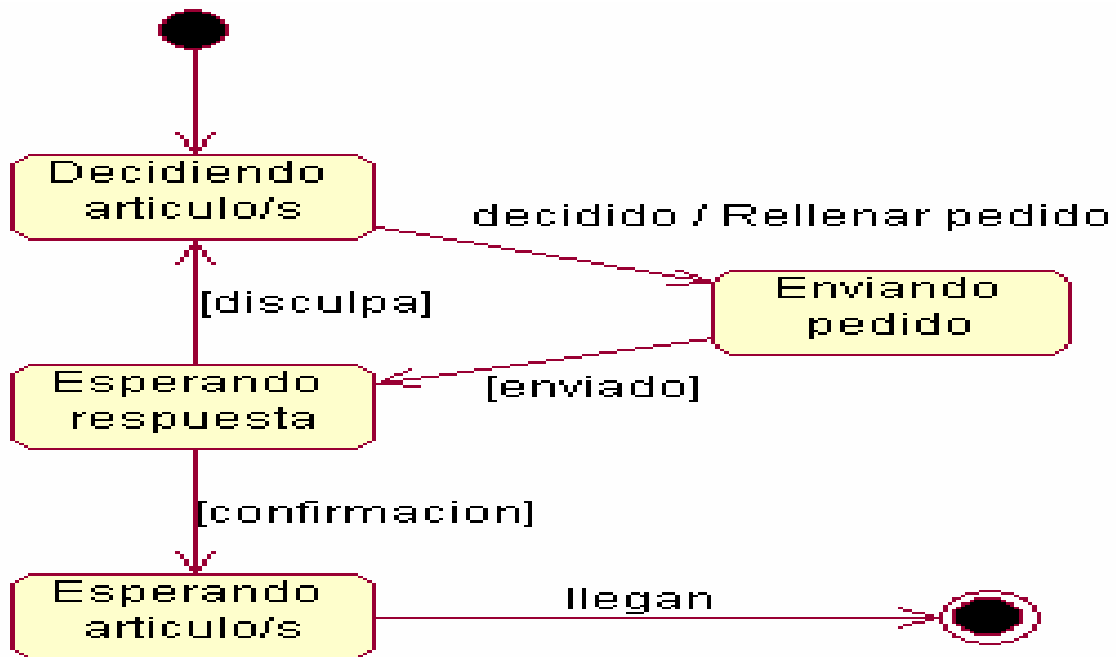 Decidiendo
articulo/s
decidido / Rellenar pedido
Enviando
pedido
[disculpa]
[enviado]
Esperando
respuesta
[confirmacion]
Esperando
articulo/s
llegan